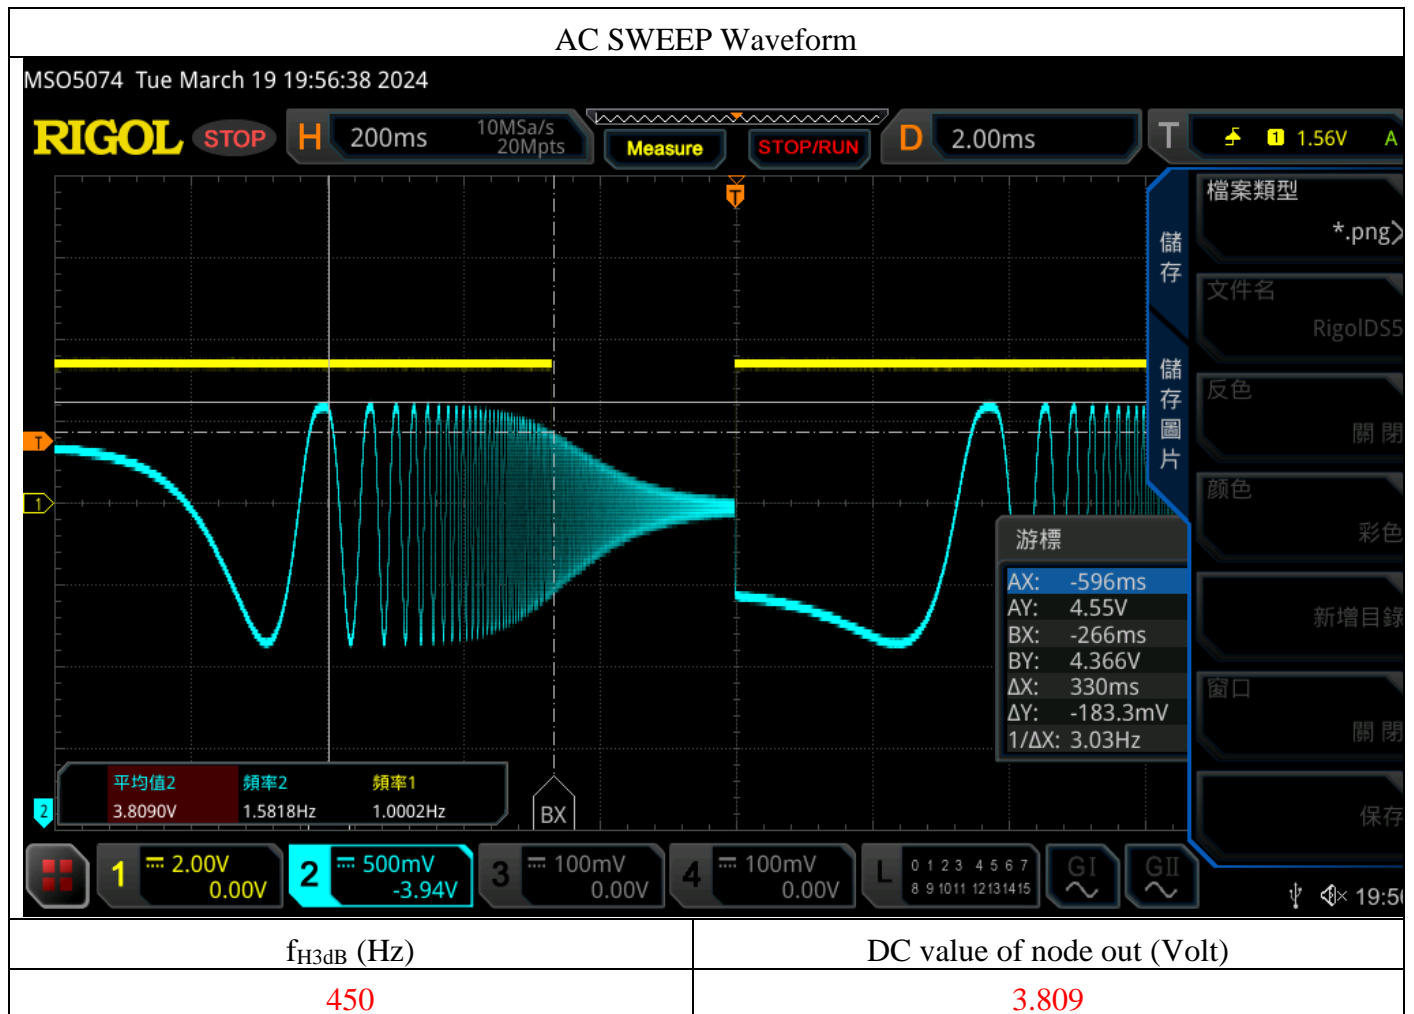 AC SWEEP Waveform
MSO5074 Tue March 19 19:56:38 2024
RIGOL STOP H 200ms 10MSa/s 20Mpts Measure STOP/RUN D 2.00ms T 1 1.56V A
T
檔案類型
*.png
儲存
文件名
RigolDS5
儲存圖片
反色
關閉
T
1
颜色
彩色
游標
AX: -596ms
AY: 4.55V
BX: -266ms
BY: 4.366V
ΔX: 330ms
ΔY: -183.3mV
1/ΔX: 3.03Hz
新增目錄
窗口
關閉
平均值2 頻率2 頻率1
3.8090V 1.5818Hz 1.0002Hz
BX
2
保存
1 2.00V 0.00V
2 500mV -3.94V
3 100mV 0.00V
4 100mV 0.00V
L 0 1 2 3 4 5 6 7
8 9 10 11 12 13 14 15
GI GII
19:56
fH3dB (Hz) DC value of node out (Volt)
450 3.809